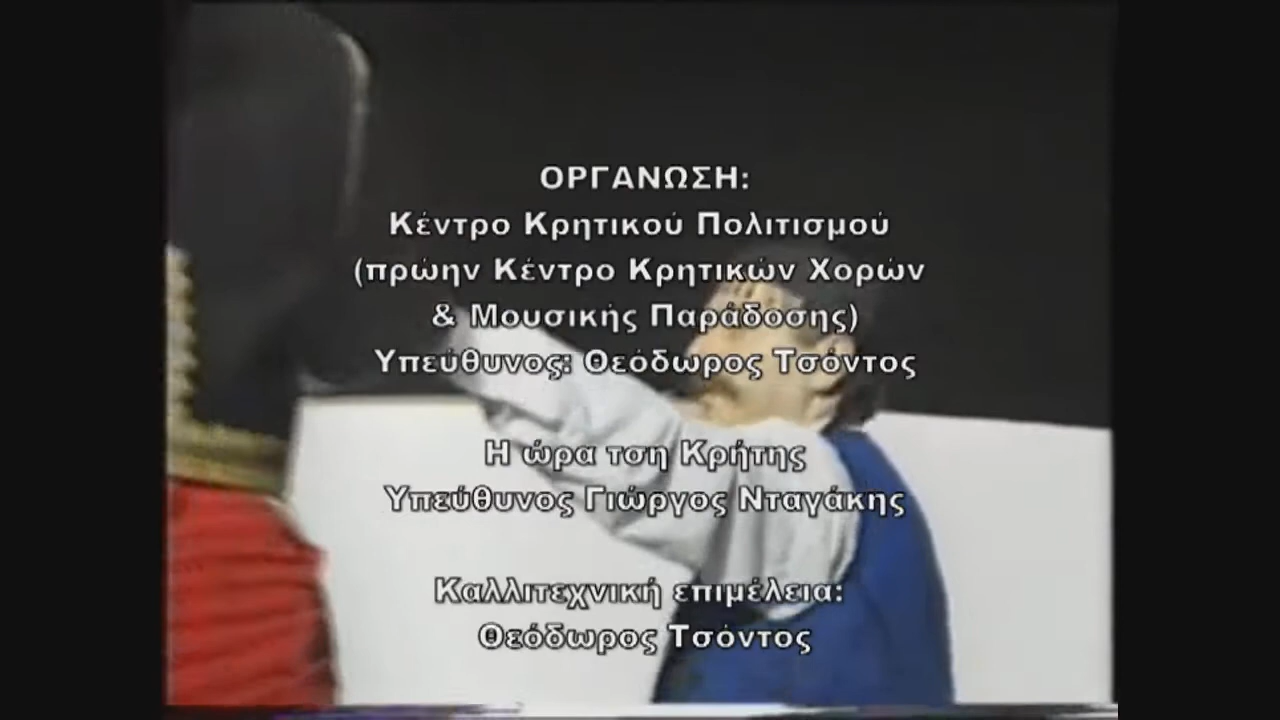 ΟΡΓΑΝΩΣΗ:
Κέντρο Κρητικού Πολιτισμού
(πρώην Κέντρο Κρητικών Χορών
& Μουσικής Παράδοσης)
Υπεύθυνος: Θεόδωρος Τσόντος
Η ώρα τση Κρήτης
Υπεύθυνος Γιώργος Νταγάκης
Καλλιτεχνική επιμέλεια:
Θεόδωρος Τσόντος